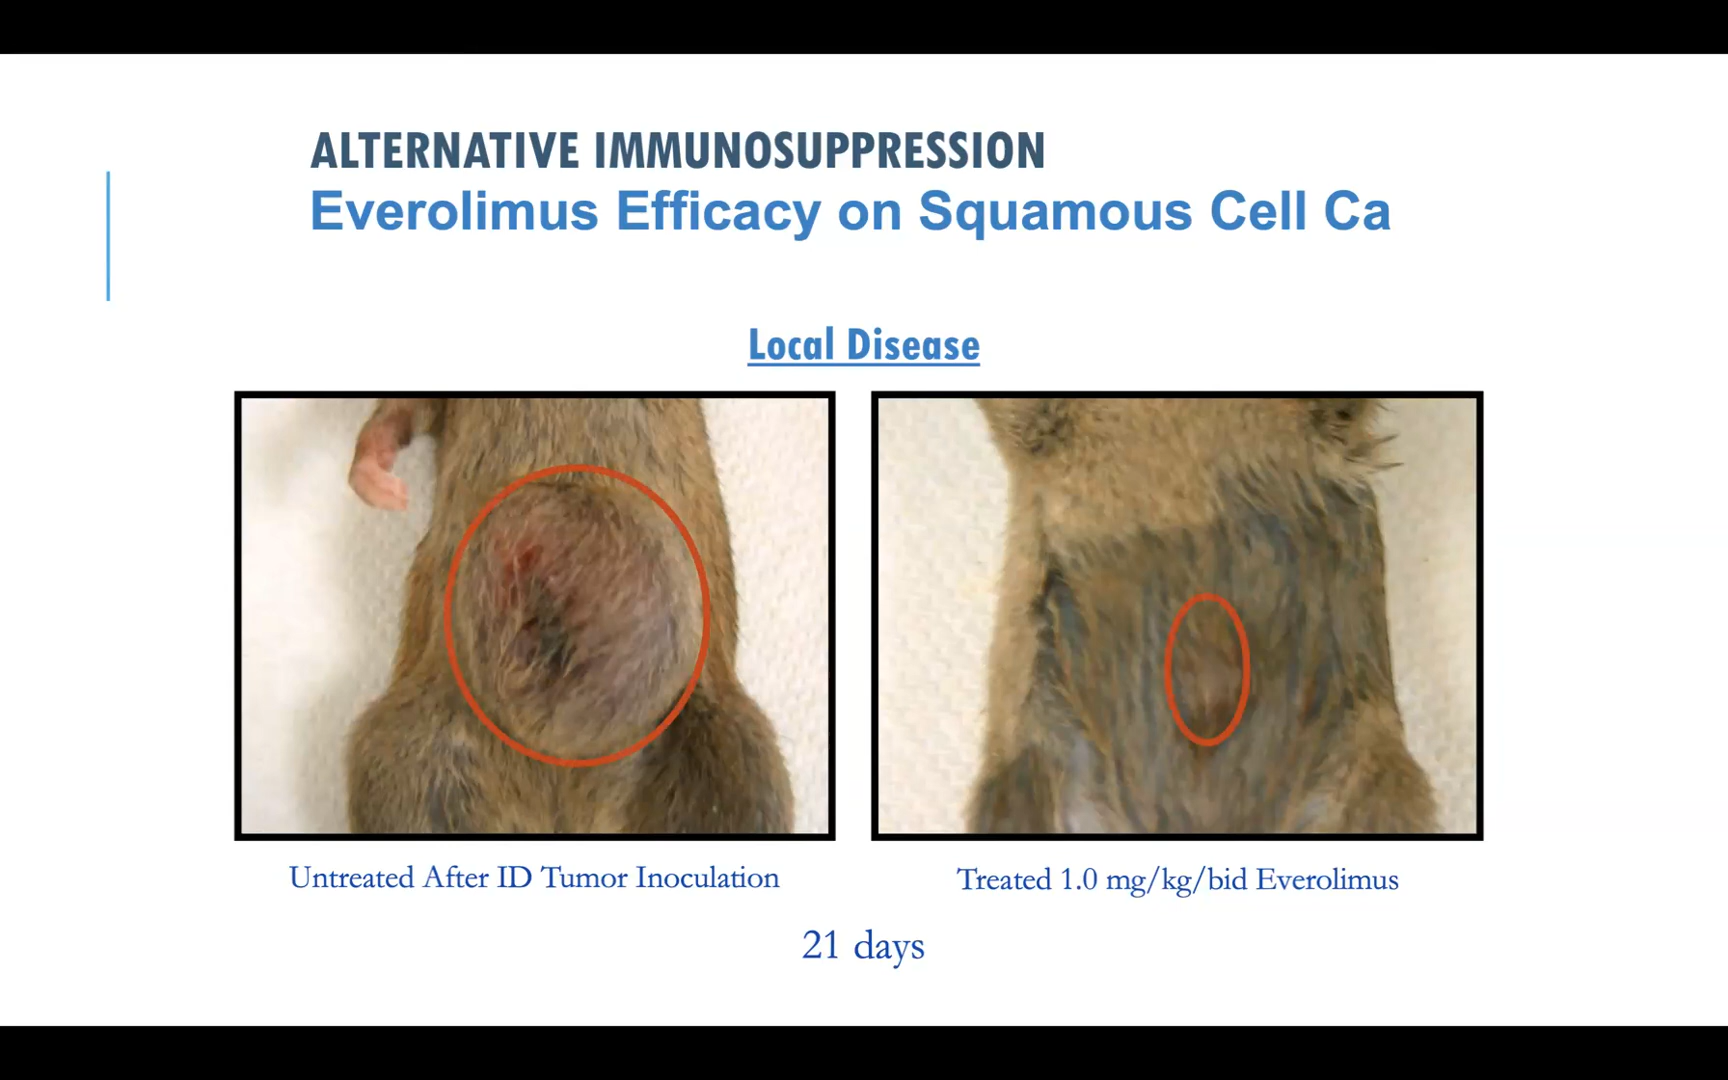 ALTERNATIVE IMMUNOSUPPRESSION
Everolimus Efficacy on Squamous Cell Ca
Local Disease
Untreated After ID Tumor Inoculation
Treated 1.0 mg/kg/bid Everolimus
21 days